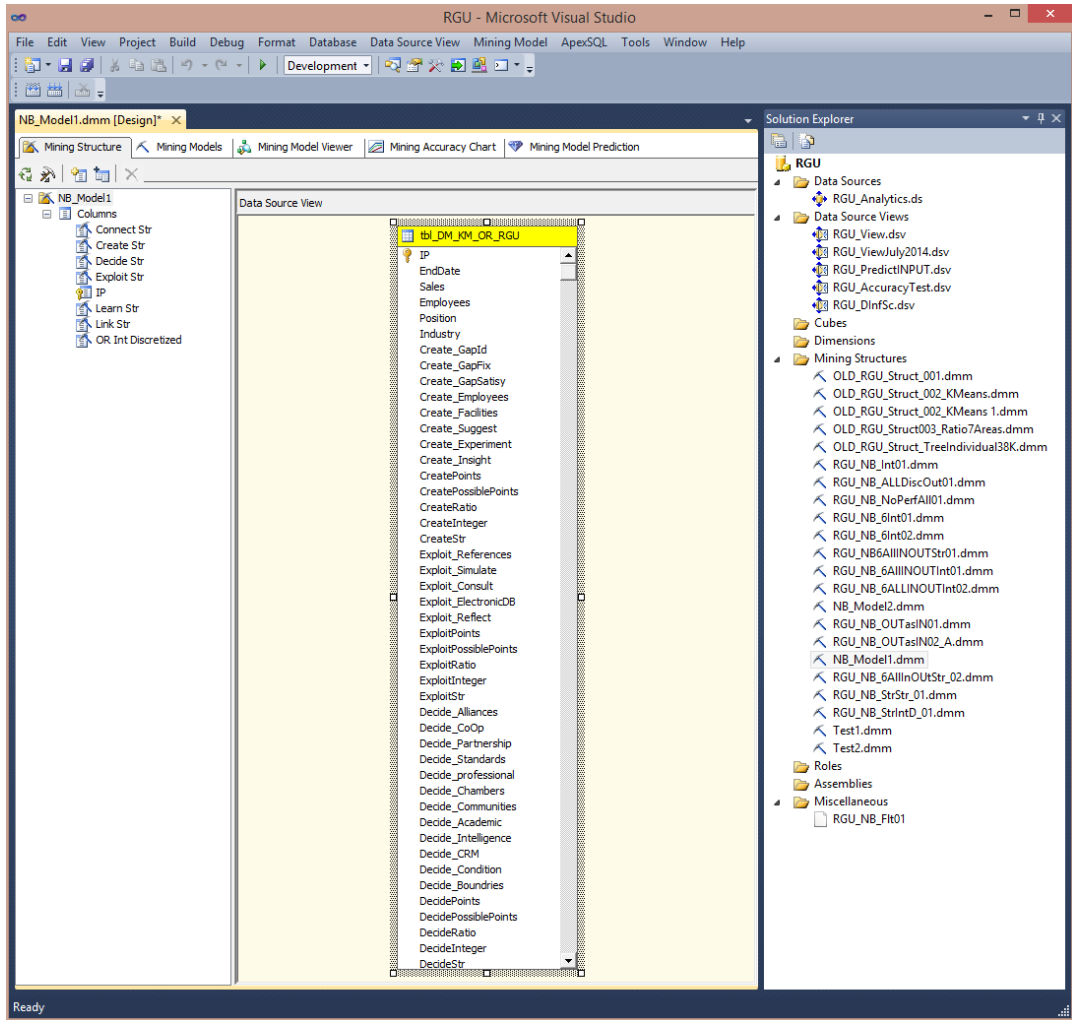 RGU - Microsoft Visual Studio
File Edit View Project Build Debug Format Database Data Source View Mining Model ApexSQL Tools Window Help
Development
NB_Model1.dmm [Design]*
Mining Structure Mining Models Mining Model Viewer Mining Accuracy Chart Mining Model Prediction
NB_Model1
Columns
Connect Str
Create Str
Decide Str
Exploit Str
IP
Learn Str
Link Str
OR Int Discretized
Data Source View
tbl_DM_KM_OR_RGU
IP
EndDate
Sales
Employees
Position
Industry
Create_GapId
Create_GapFix
Create_GapSatisy
Create_Employees
Create_Facilities
Create_Suggest
Create_Experiment
Create_Insight
CreatePoints
CreatePossiblePoints
CreateRatio
CreateInteger
CreateStr
Exploit_References
Exploit_Simulate
Exploit_Consult
Exploit_ElectronicDB
Exploit_Reflect
ExploitPoints
ExploitPossiblePoints
ExploitRatio
ExploitInteger
ExploitStr
Decide_Alliances
Decide_CoOp
Decide_Partnership
Decide_Standards
Decide_professional
Decide_Chambers
Decide_Communities
Decide_Academic
Decide_Intelligence
Decide_CRM
Decide_Condition
Decide_Boundries
DecidePoints
DecidePossiblePoints
DecideRatio
DecideInteger
DecideStr
Solution Explorer
RGU
Data Sources
RGU_Analytics.ds
Data Source Views
RGU_View.dsv
RGU_ViewJuly2014.dsv
RGU_PredictINPUT.dsv
RGU_AccuracyTest.dsv
RGU_DInfSc.dsv
Cubes
Dimensions
Mining Structures
OLD_RGU_Struct_001.dmm
OLD_RGU_Struct_002_KMeans.dmm
OLD_RGU_Struct_002_KMeans 1.dmm
OLD_RGU_Struct003_Ratio7Areas.dmm
OLD_RGU_Struct_TreeIndividual38K.dmm
RGU_NB_Int01.dmm
RGU_NB_ALLDiscOut01.dmm
RGU_NB_NoPerfAll01.dmm
RGU_NB_6Int01.dmm
RGU_NB_6Int02.dmm
RGU_NB6AllINOUTStr01.dmm
RGU_NB_6AllINOUTInt01.dmm
RGU_NB_6ALLINOUTInt02.dmm
NB_Model2.dmm
RGU_NB_OUTasIN01.dmm
RGU_NB_OUTasIN02_A.dmm
NB_Model1.dmm
RGU_NB_6AllInOUtStr_02.dmm
RGU_NB_StrStr_01.dmm
RGU_NB_StrIntD_01.dmm
Test1.dmm
Test2.dmm
Roles
Assemblies
Miscellaneous
RGU_NB_Flt01
Ready